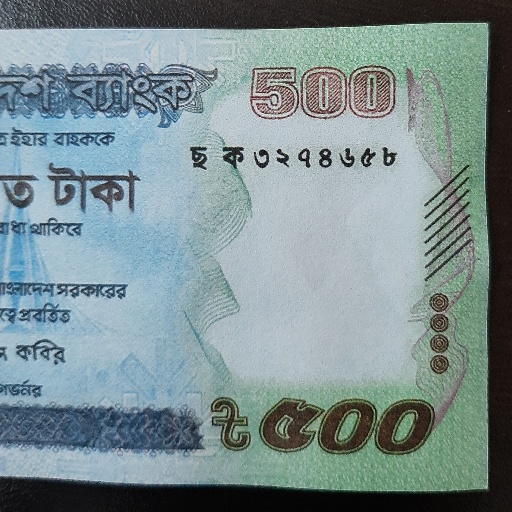 দেশ ব্যাংক
500
ইহার বাহককে
ছ ক ৩২৭৪৬৫৮
ত টাকা
বাধ্য থাকিবে
বাংলাদেশ সরকারের
প্রবর্তিত
কবির
গভর্নর
৳ ৫০০